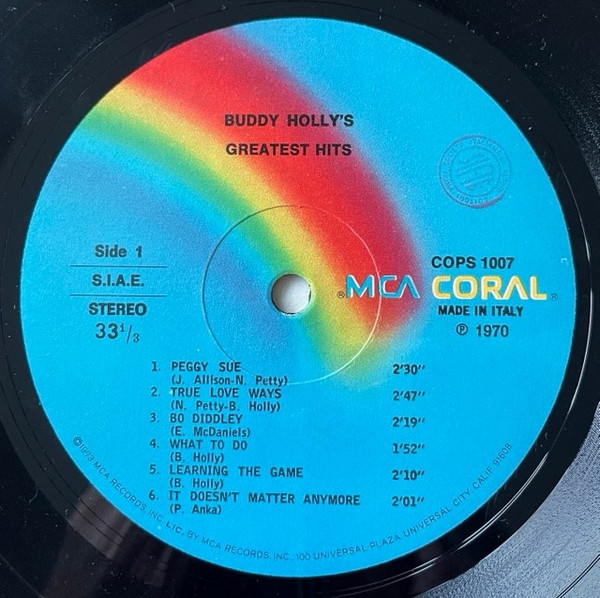 BUDDY HOLLY'S
GREATEST HITS
Side 1
S.I.A.E.
STEREO
33 1/3
COPS 1007
®MCA CORAL®
MADE IN ITALY
℗ 1970
1. PEGGY SUE 2'30''
(J. Allison-N. Petty)
2. TRUE LOVE WAYS 2'47''
(N. Petty-B. Holly)
3. BO DIDDLEY 2'19''
(E. McDaniels)
4. WHAT TO DO 1'52''
(B. Holly)
5. LEARNING THE GAME 2'10''
(B. Holly)
6. IT DOESN'T MATTER ANYMORE 2'01''
(P. Anka)
©1973 MCA RECORDS, INC. LIC. BY MCA RECORDS, INC., 100 UNIVERSAL PLAZA UNIVERSAL CITY, CALIF. 91608